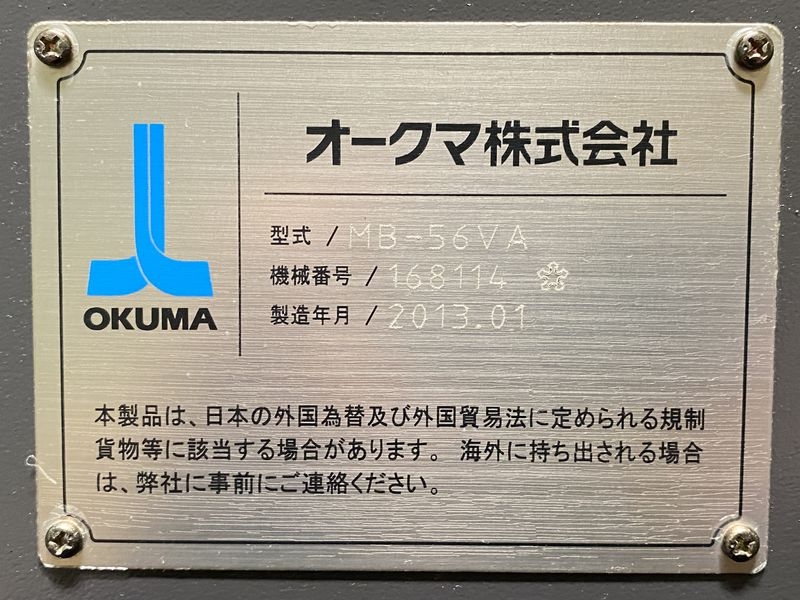 オークマ株式会社
OKUMA
型式 / MB-56VA
機械番号 / 168114
製造年月 / 2013.01
本製品は、日本の外国為替及び外国貿易法に定められる規制
貨物等に該当する場合があります。 海外に持ち出される場合
は、弊社に事前にご連絡ください。